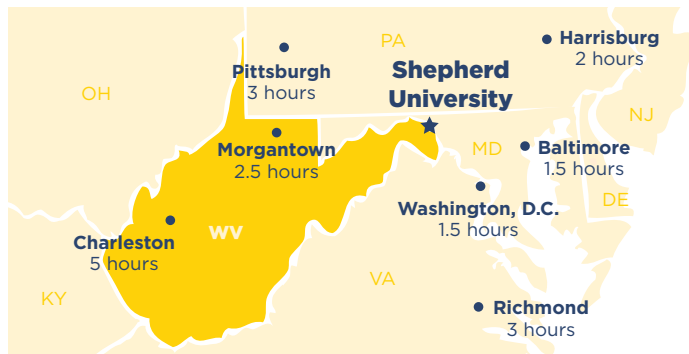 PA
Harrisburg
2 hours
Pittsburgh
3 hours
Shepherd
University
OH
NJ
Morgantown
2.5 hours
MD
Baltimore
1.5 hours
DE
Washington, D.C.
1.5 hours
WV
Charleston
5 hours
VA
KY
Richmond
3 hours